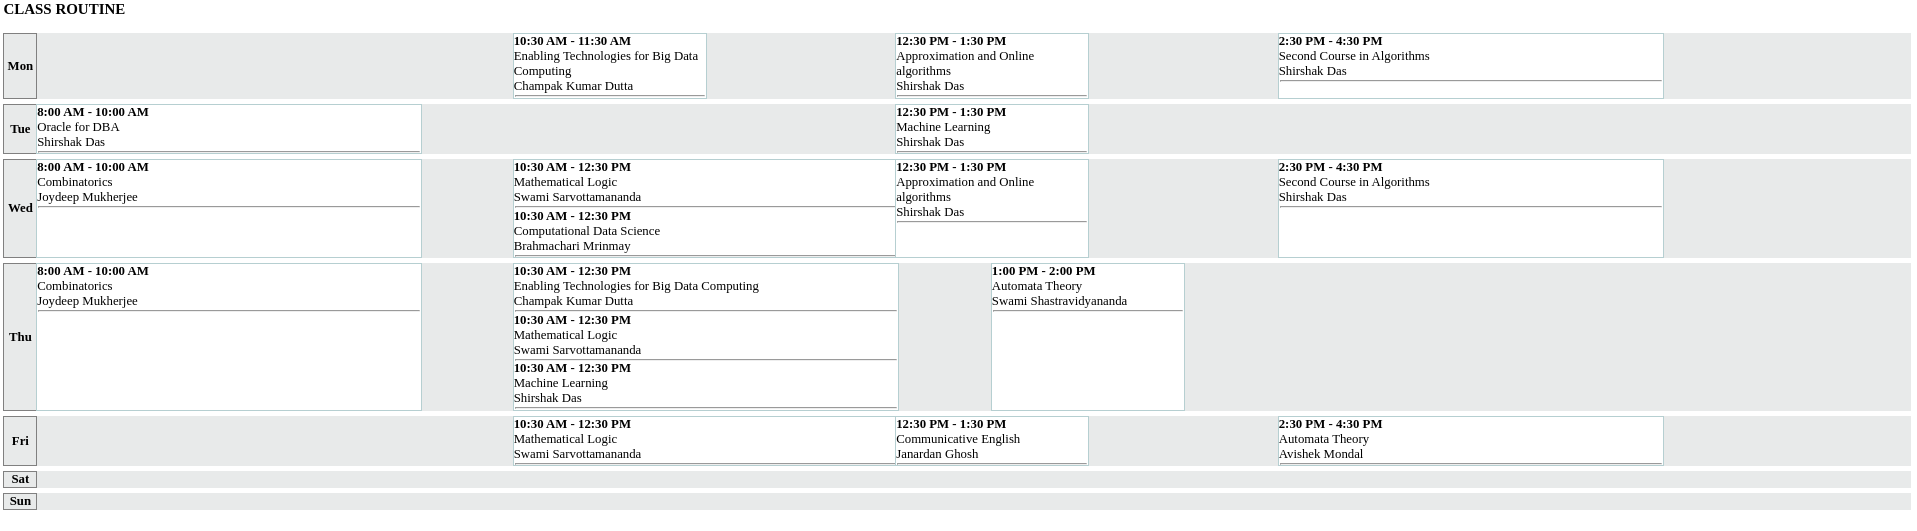 CLASS ROUTINE
Mon
10:30 AM - 11:30 AM
Enabling Technologies for Big Data
Computing
Champak Kumar Dutta
12:30 PM - 1:30 PM
Approximation and Online
algorithms
Shirshak Das
2:30 PM - 4:30 PM
Second Course in Algorithms
Shirshak Das
Tue
8:00 AM - 10:00 AM
Oracle for DBA
Shirshak Das
12:30 PM - 1:30 PM
Machine Learning
Shirshak Das
Wed
8:00 AM - 10:00 AM
Combinatorics
Joydeep Mukherjee
10:30 AM - 12:30 PM
Mathematical Logic
Swami Sarvottamananda
10:30 AM - 12:30 PM
Computational Data Science
Brahmachari Mrinmay
12:30 PM - 1:30 PM
Approximation and Online
algorithms
Shirshak Das
2:30 PM - 4:30 PM
Second Course in Algorithms
Shirshak Das
Thu
8:00 AM - 10:00 AM
Combinatorics
Joydeep Mukherjee
10:30 AM - 12:30 PM
Enabling Technologies for Big Data Computing
Champak Kumar Dutta
10:30 AM - 12:30 PM
Mathematical Logic
Swami Sarvottamananda
10:30 AM - 12:30 PM
Machine Learning
Shirshak Das
1:00 PM - 2:00 PM
Automata Theory
Swami Shastravidyananda
Fri
10:30 AM - 12:30 PM
Mathematical Logic
Swami Sarvottamananda
12:30 PM - 1:30 PM
Communicative English
Janardan Ghosh
2:30 PM - 4:30 PM
Automata Theory
Avishek Mondal
Sat
Sun